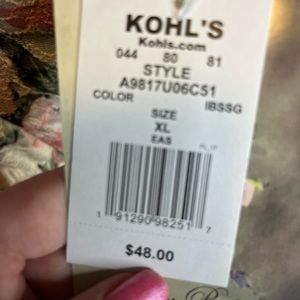 KOHL'S
Kohls.com
044 80 81
STYLE
A9817U06C51
COLOR IBSSG
SIZE
XL
EAS
1 91290 98251 7
$48.00